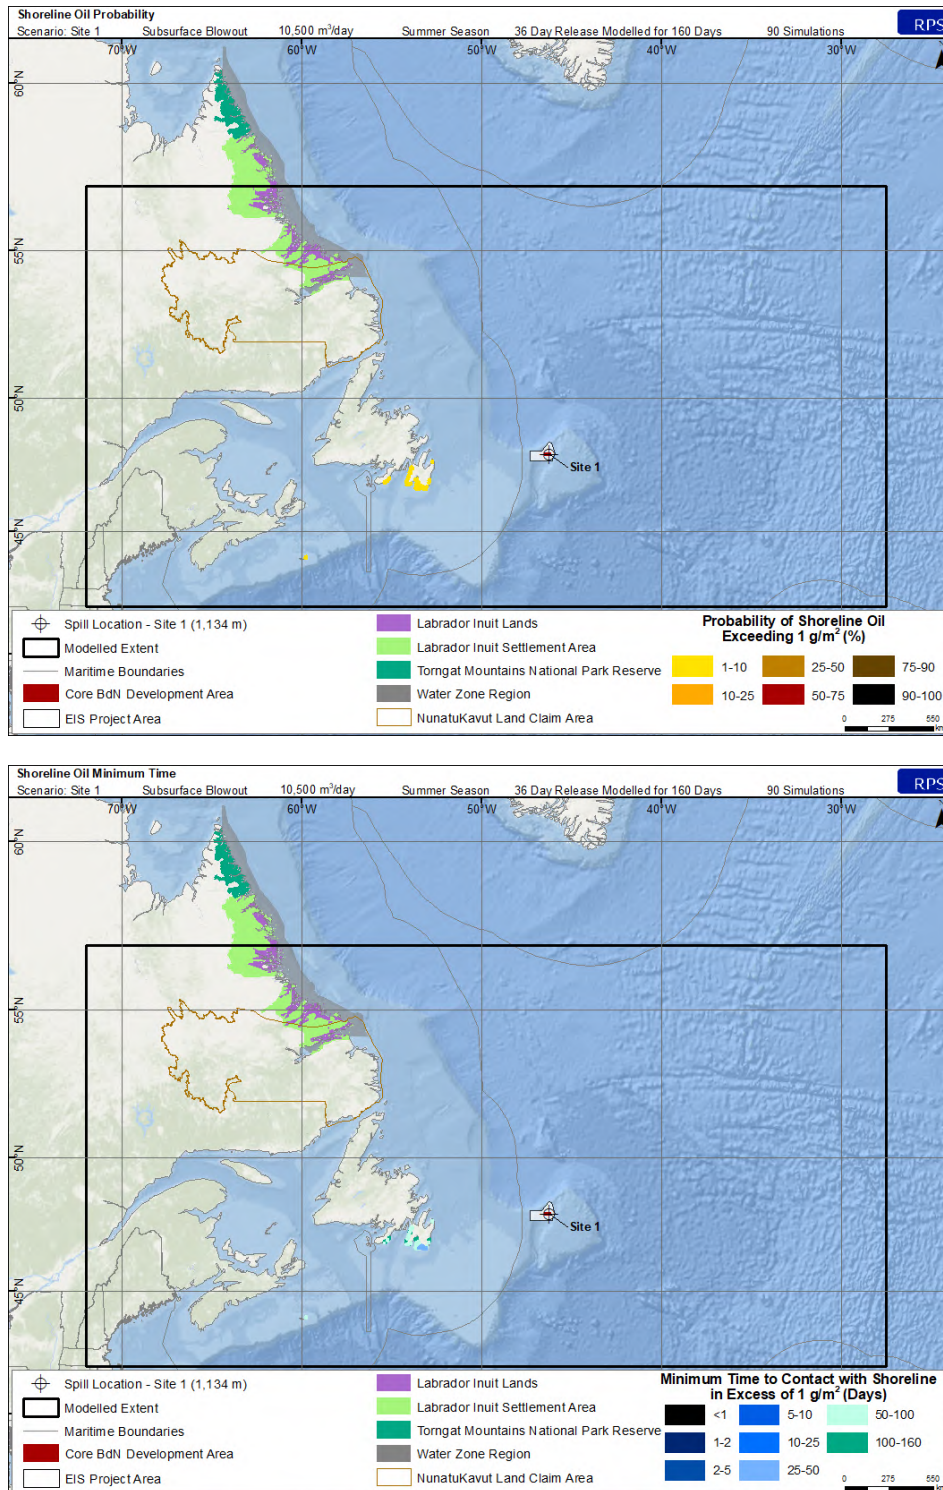 Shoreline Oil Probability
Scenario: Site 1 Subsurface Blowout 10,500 m³/day Summer Season 36 Day Release Modelled for 160 Days 90 Simulations
RPS
70°W 60°W 50°W 40°W 30°W
60°N
55°N
50°N
45°N
Site 1
Spill Location - Site 1 (1,134 m)
Modelled Extent
Maritime Boundaries
Core BdN Development Area
EIS Project Area
Labrador Inuit Lands
Labrador Inuit Settlement Area
Torngat Mountains National Park Reserve
Water Zone Region
NunatuKavut Land Claim Area
Probability of Shoreline Oil
Exceeding 1 g/m² (%)
1-10 25-50 75-90
10-25 50-75 90-100
0 275 550
km
Shoreline Oil Minimum Time
Scenario: Site 1 Subsurface Blowout 10,500 m³/day Summer Season 36 Day Release Modelled for 160 Days 90 Simulations
RPS
70°W 60°W 50°W 40°W 30°W
60°N
55°N
50°N
45°N
Site 1
Spill Location - Site 1 (1,134 m)
Modelled Extent
Maritime Boundaries
Core BdN Development Area
EIS Project Area
Labrador Inuit Lands
Labrador Inuit Settlement Area
Torngat Mountains National Park Reserve
Water Zone Region
NunatuKavut Land Claim Area
Minimum Time to Contact with Shoreline
in Excess of 1 g/m² (Days)
<1 5-10 50-100
1-2 10-25 100-160
2-5 25-50
0 275 550
km